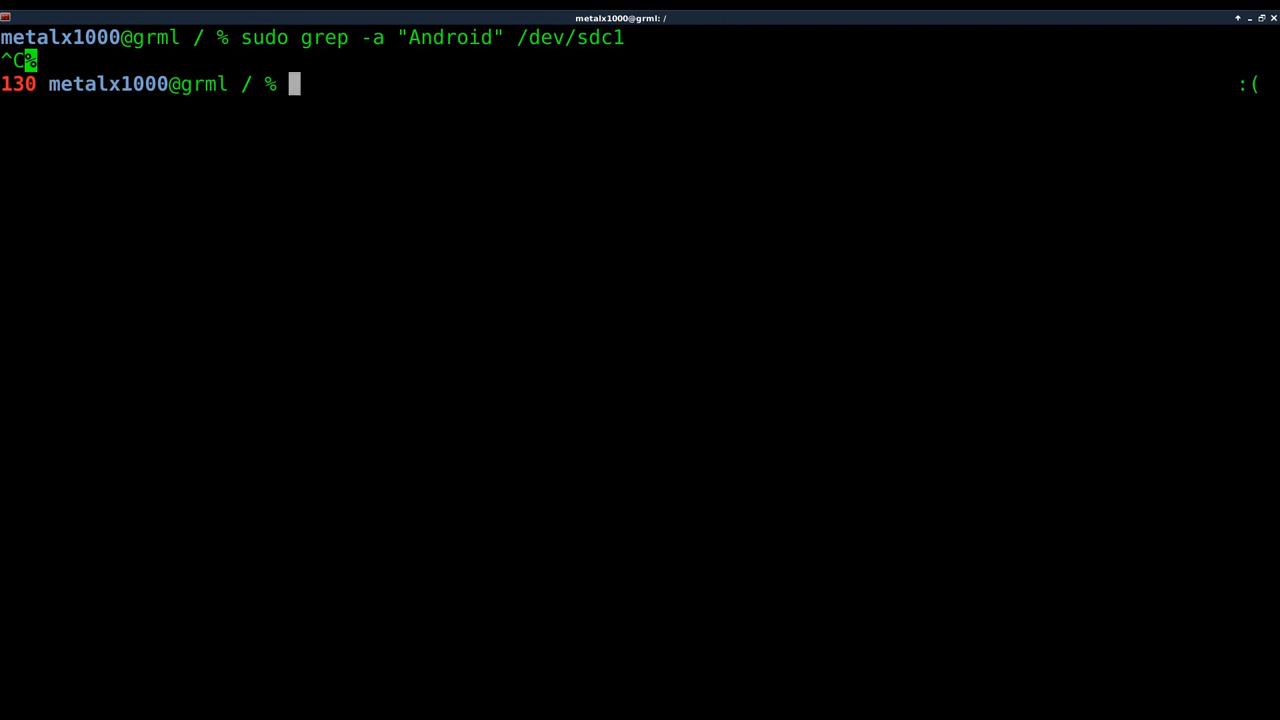 metalx1000@grml: /
metalx1000@grml / % sudo grep -a "Android" /dev/sdc1
^C%
130 metalx1000@grml / % :(